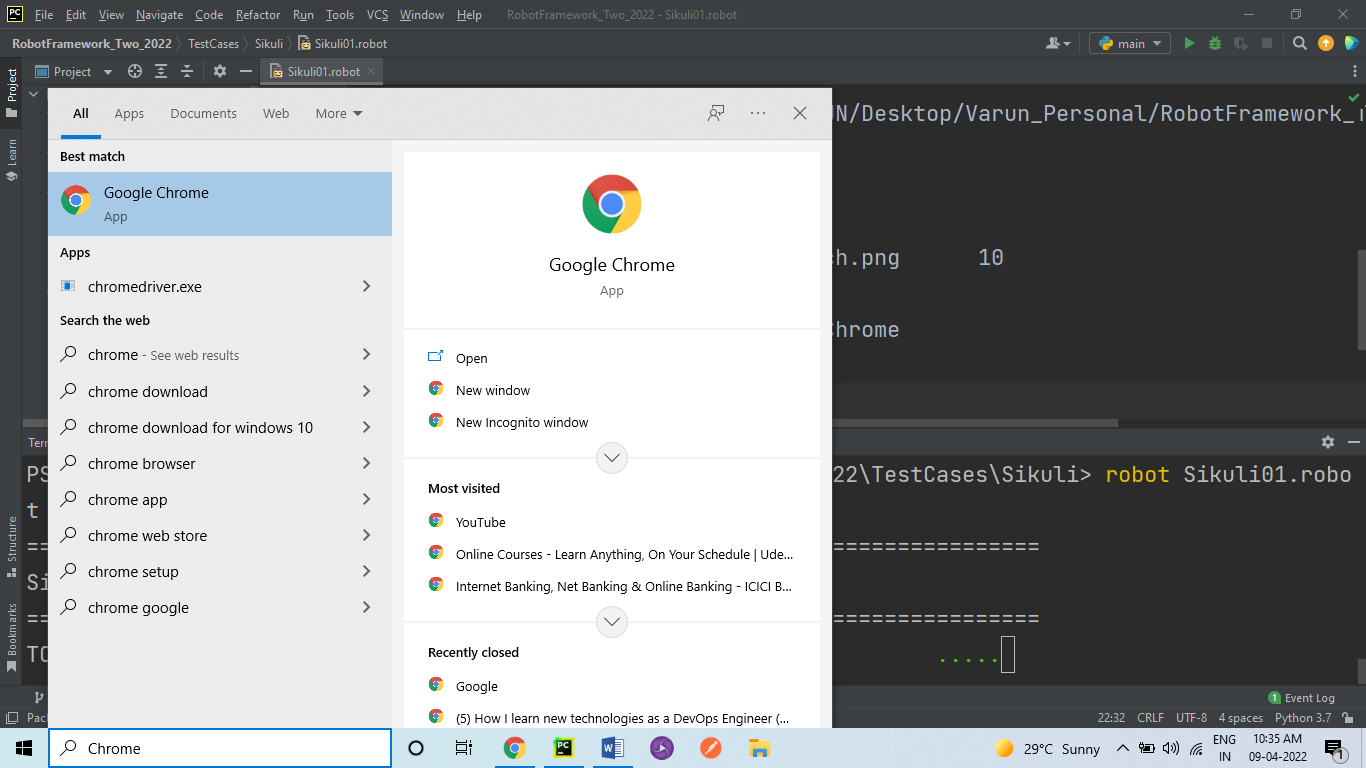 PC File Edit View Navigate Code Refactor Run Tools VCS Window Help RobotFramework_Two_2022 - Sikuli01.robot
RobotFramework_Two_2022 TestCases Sikuli Sikuli01.robot main
Project Sikuli01.robot
Project
Learn
Structure
Bookmarks
All Apps Documents Web More
Best match
Google Chrome
App
Apps
chromedriver.exe
Search the web
chrome - See web results
chrome download
chrome download for windows 10
chrome browser
chrome app
chrome web store
chrome setup
chrome google
Google Chrome
App
Open
New window
New Incognito window
Most visited
YouTube
Online Courses - Learn Anything, On Your Schedule | Ude...
Internet Banking, Net Banking & Online Banking - ICICI B...
Recently closed
Google
(5) How I learn new technologies as a DevOps Engineer (...
N/Desktop/Varun_Personal/RobotFramework_
h.png 10
Chrome
Ter
PS 22\TestCases\Sikuli> robot Sikuli01.robo
t
================
Si
================
.....
1 Event Log
Pac 22:32 CRLF UTF-8 4 spaces Python 3.7
Chrome
PC W
29°C Sunny ENG 10:35 AM
IN 09-04-2022 1